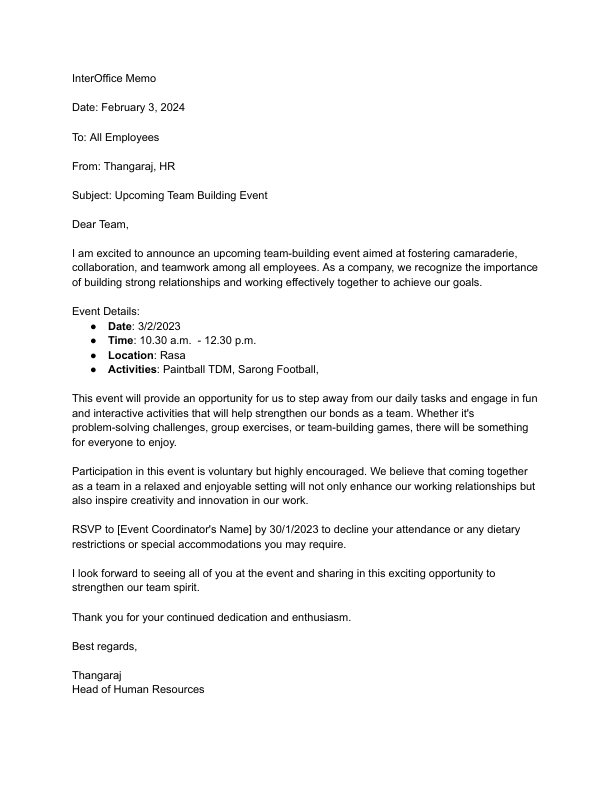 InterOffice Memo
Date: February 3, 2024
To: All Employees
From: Thangaraj, HR
Subject: Upcoming Team Building Event
Dear Team,
I am excited to announce an upcoming team-building event aimed at fostering camaraderie,
collaboration, and teamwork among all employees. As a company, we recognize the importance
of building strong relationships and working effectively together to achieve our goals.
Event Details:
● Date: 3/2/2023
● Time: 10.30 a.m.  - 12.30 p.m.
● Location: Rasa
● Activities: Paintball TDM, Sarong Football,
This event will provide an opportunity for us to step away from our daily tasks and engage in fun
and interactive activities that will help strengthen our bonds as a team. Whether it's
problem-solving challenges, group exercises, or team-building games, there will be something
for everyone to enjoy.
Participation in this event is voluntary but highly encouraged. We believe that coming together
as a team in a relaxed and enjoyable setting will not only enhance our working relationships but
also inspire creativity and innovation in our work.
RSVP to [Event Coordinator's Name] by 30/1/2023 to decline your attendance or any dietary
restrictions or special accommodations you may require.
I look forward to seeing all of you at the event and sharing in this exciting opportunity to
strengthen our team spirit.
Thank you for your continued dedication and enthusiasm.
Best regards,
Thangaraj
Head of Human Resources